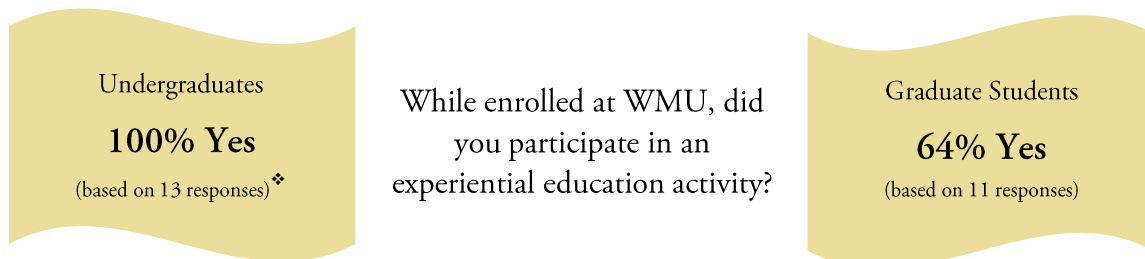 Undergraduates
100% Yes
(based on 13 responses)❖
While enrolled at WMU, did
you participate in an
experiential education activity?
Graduate Students
64% Yes
(based on 11 responses)